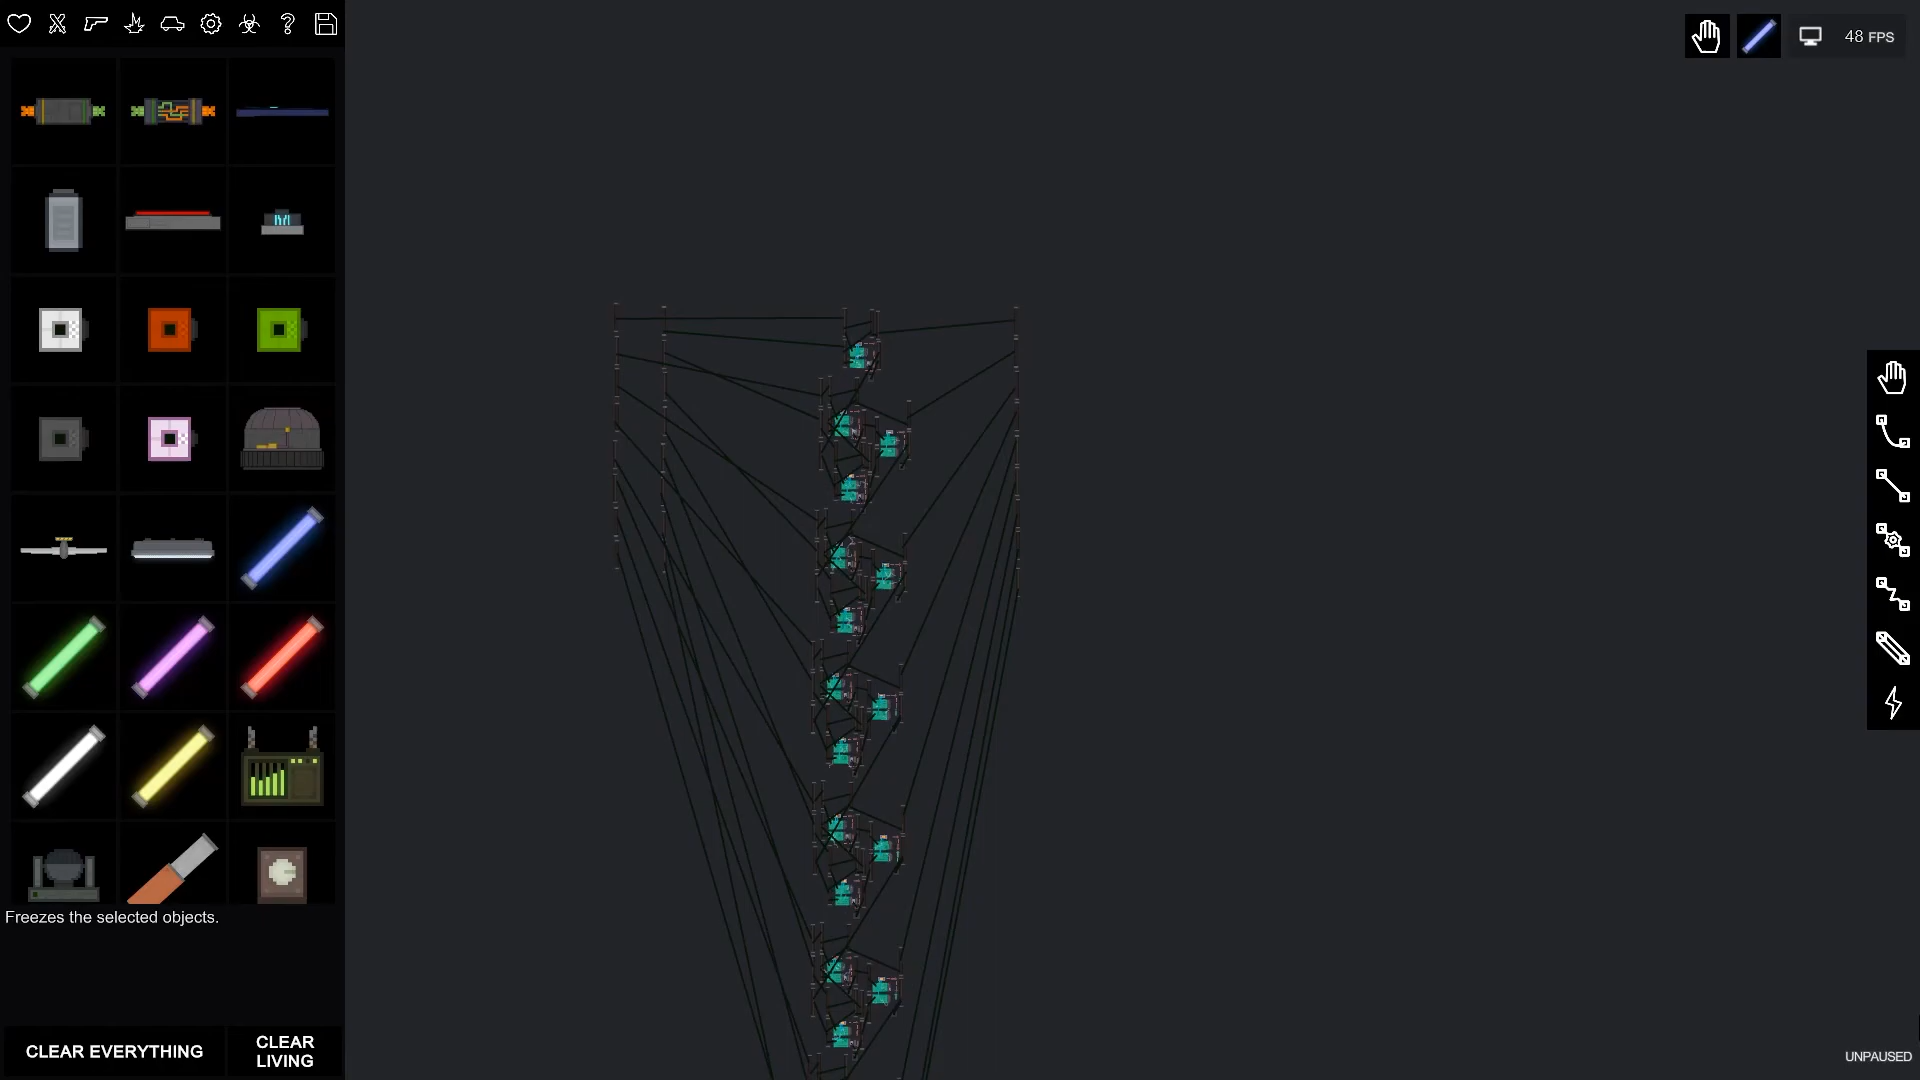 48 FPS
Freezes the selected objects.
CLEAR EVERYTHING
CLEAR
LIVING
UNPAUSED